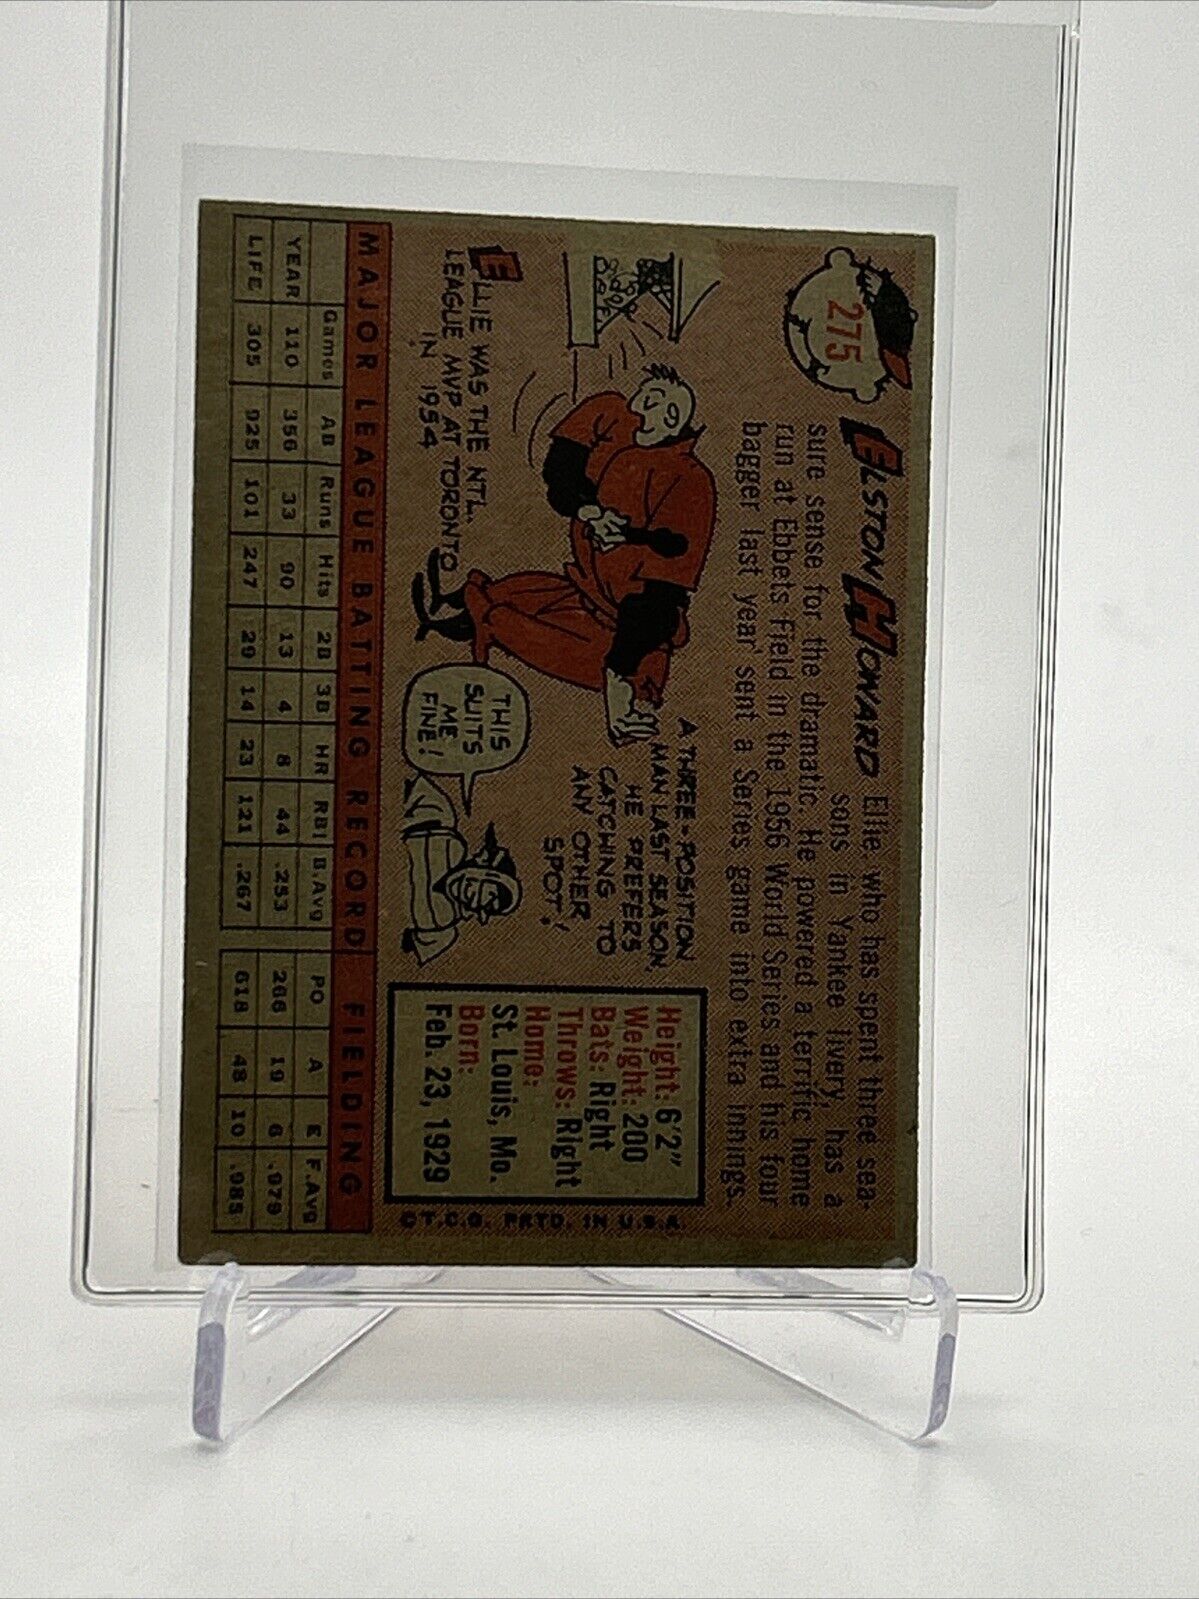 275
ELSTON HOWARD Ellie, who has spent three sea-
sons in Yankee livery, has a
sure sense for the dramatic. He powered a terrific home
run at Ebbets Field in the 1956 World Series and his four
bagger last year sent a Series game into extra innings.
ELLIE WAS THE NTL.
LEAGUE MVP AT TORONTO
IN 1954
A THREE-POSITION
MAN LAST SEASON,
HE PREFERS
CATCHING TO
ANY OTHER
SPOT!
THIS
SUITS
ME
FINE!
Height: 6'2"
Weight: 200
Bats: Right
Throws: Right
Home:
St. Louis, Mo.
Born:
Feb. 23, 1929
©T.C.G. PRTD. IN U.S.A.
MAJOR LEAGUE BATTING RECORD FIELDING
Games AB Runs Hits 2B 3B HR RBI B.Avg PO A E F.Avg
YEAR 110 356 33 90 13 4 8 44 .253 266 19 6 .979
LIFE 305 925 101 247 29 14 23 121 .267 618 48 10 .985